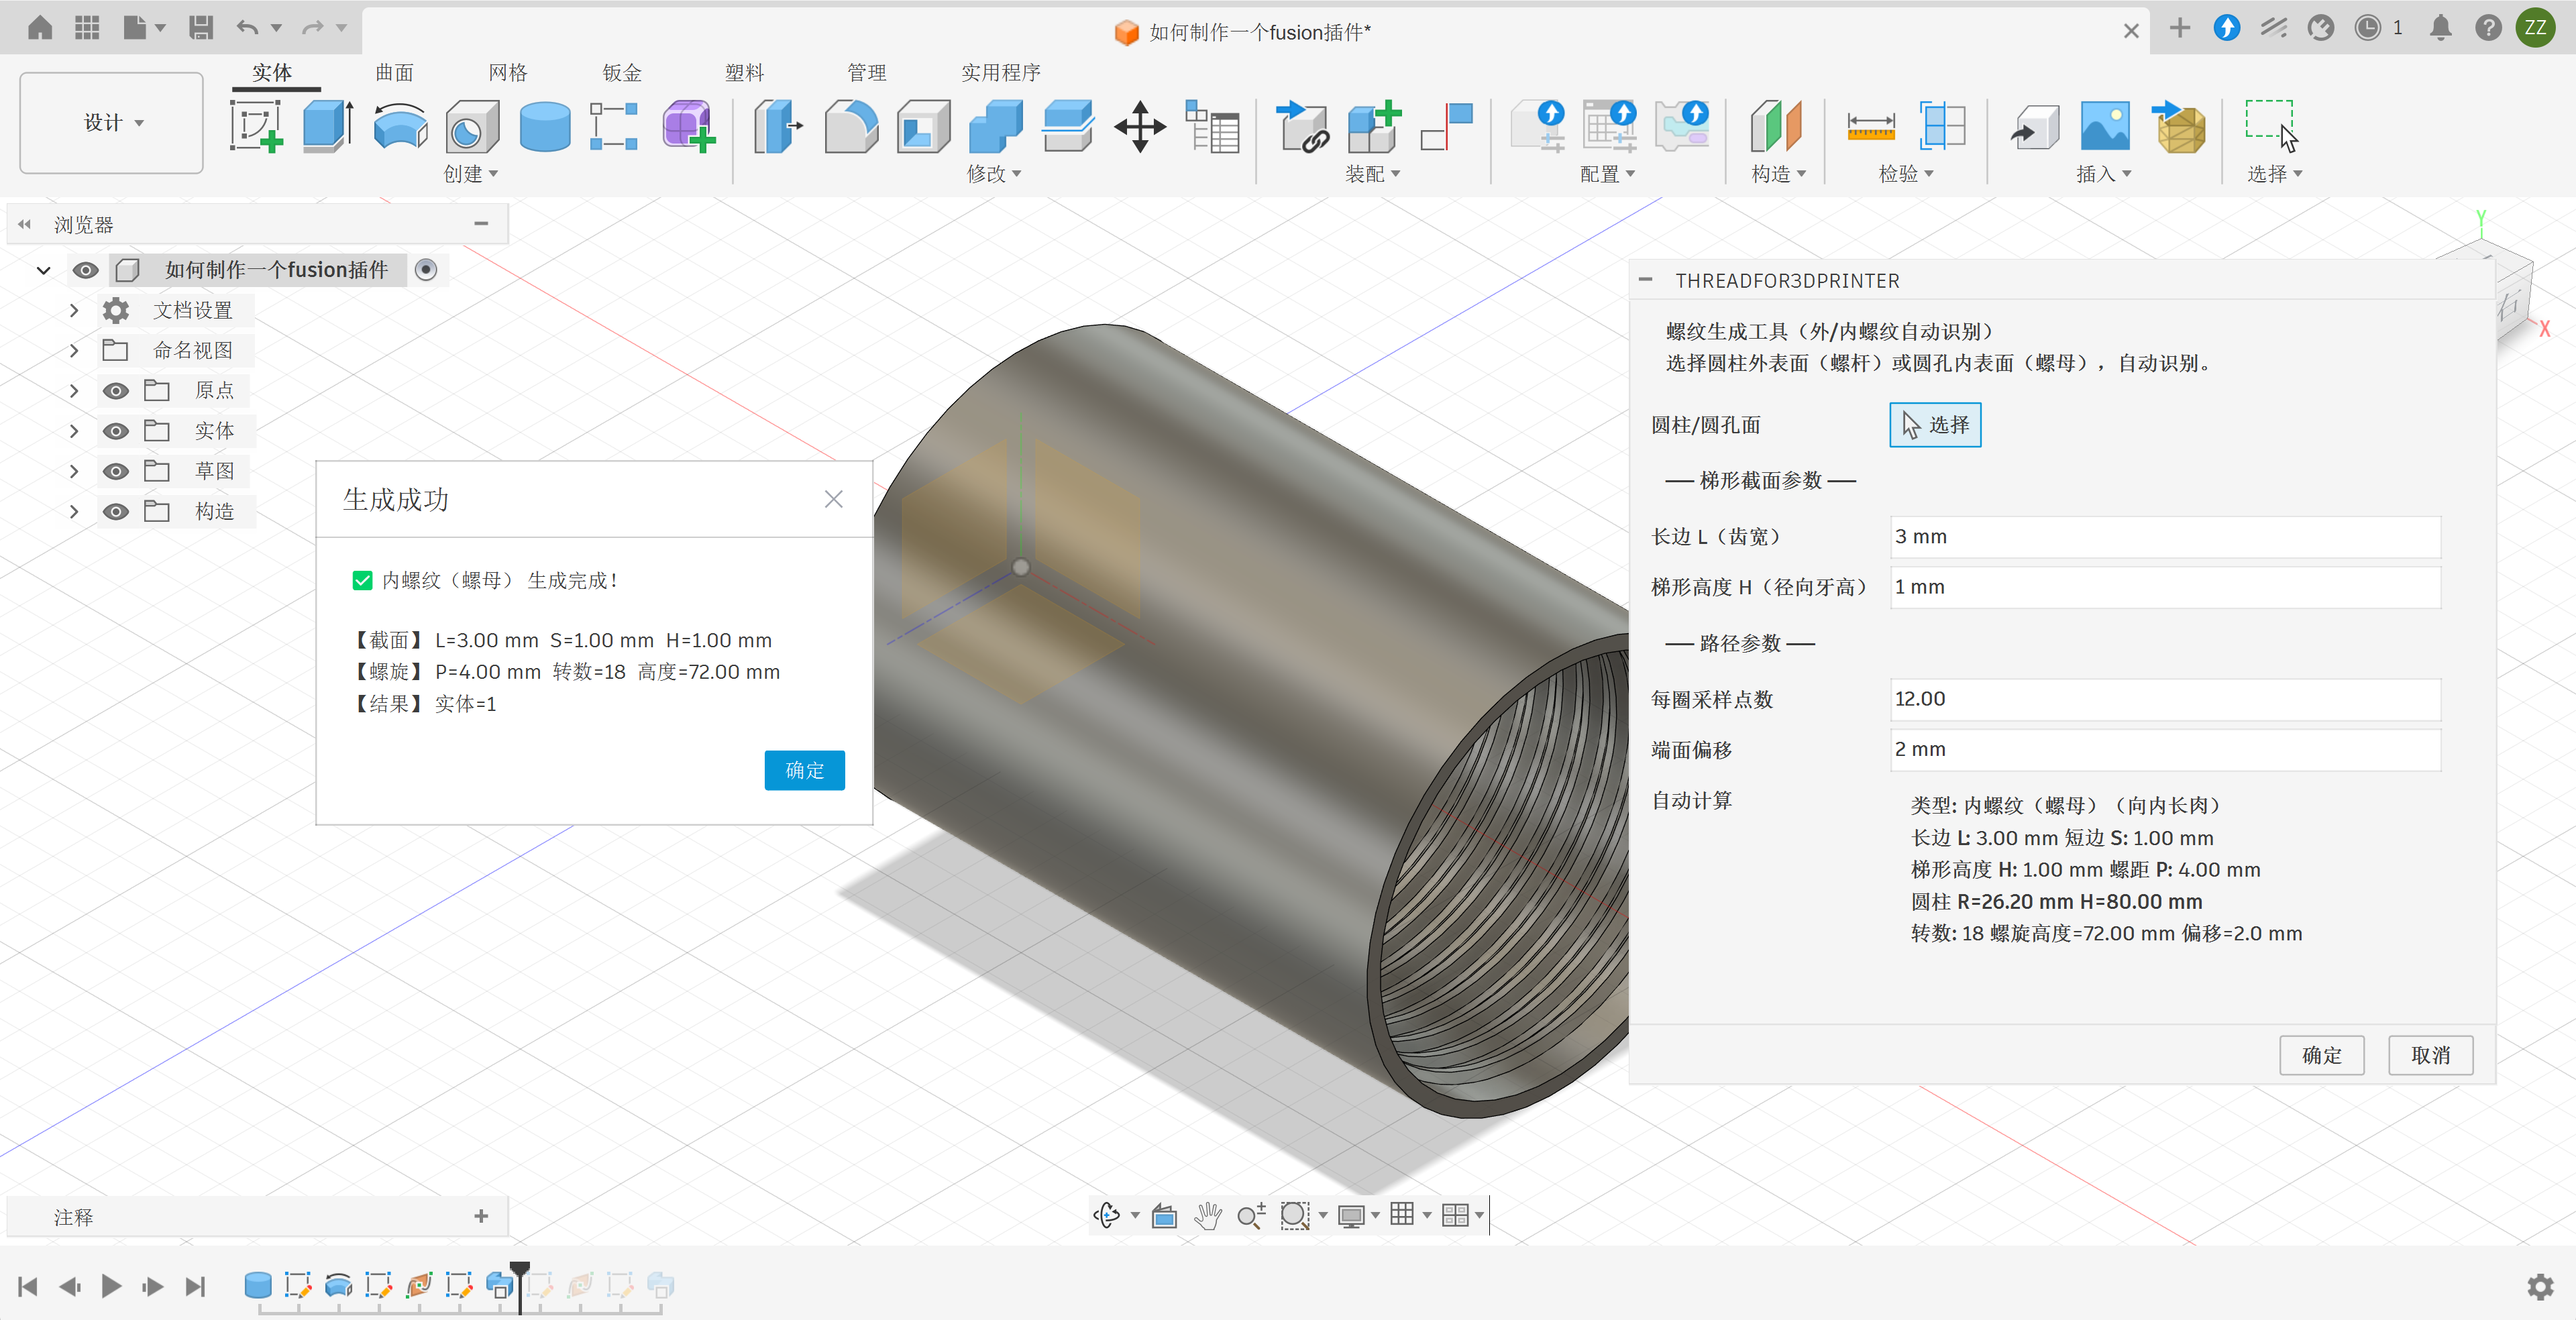 如何制作一个fusion插件*
1
ZZ
设计
实体
曲面
网格
钣金
塑料
管理
实用程序
创建
修改
装配
配置
构造
检验
插入
选择
浏览器
如何制作一个fusion插件
文档设置
命名视图
原点
实体
草图
构造
生成成功
内螺纹（螺母） 生成完成！
【截面】 L=3.00 mm S=1.00 mm H=1.00 mm
【螺旋】 P=4.00 mm 转数=18 高度=72.00 mm
【结果】 实体=1
确定
Y
右
X
THREADFOR3DPRINTER
螺纹生成工具（外/内螺纹自动识别）
选择圆柱外表面（螺杆）或圆孔内表面（螺母），自动识别。
圆柱/圆孔面
选择
── 梯形截面参数 ──
长边 L（齿宽）
3 mm
梯形高度 H（径向牙高）
1 mm
── 路径参数 ──
每圈采样点数
12.00
端面偏移
2 mm
自动计算
类型: 内螺纹（螺母）（向内长肉）
长边 L: 3.00 mm 短边 S: 1.00 mm
梯形高度 H: 1.00 mm 螺距 P: 4.00 mm
圆柱 R=26.20 mm H=80.00 mm
转数: 18 螺旋高度=72.00 mm 偏移=2.0 mm
确定
取消
注释